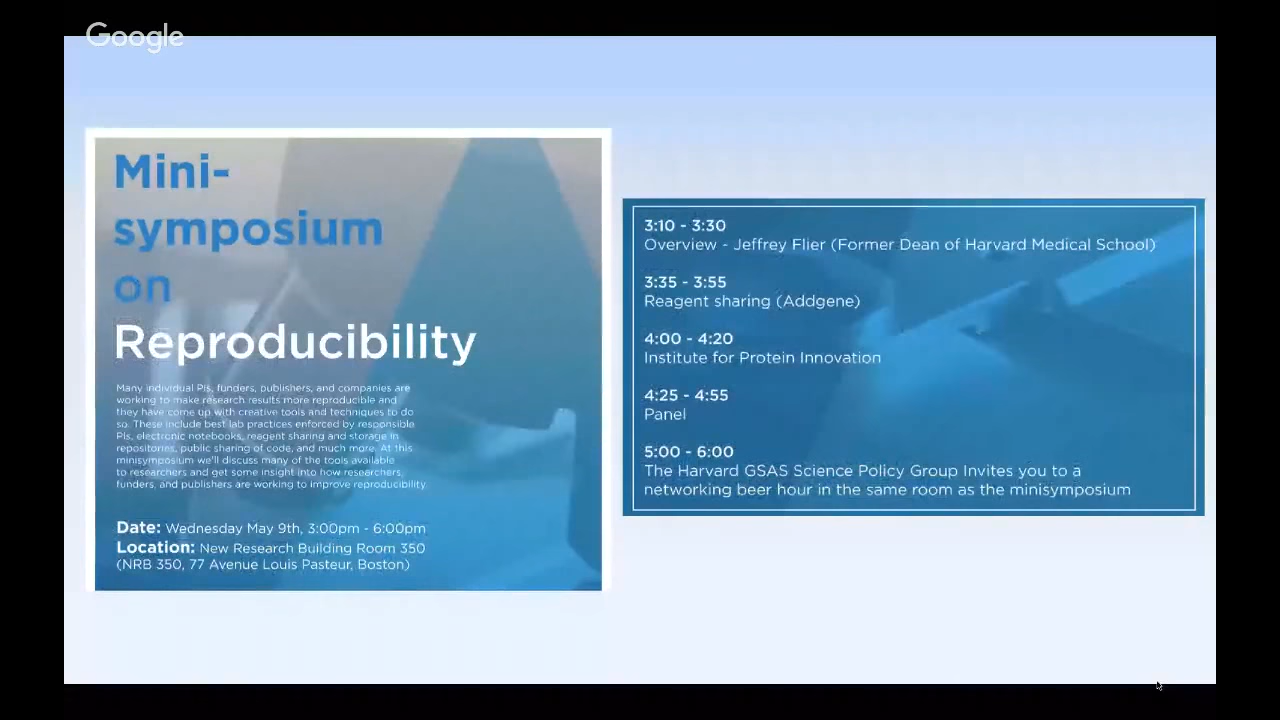 Google
Mini-
symposium
on
Reproducibility
Many individual PIs, funders, publishers, and companies are
working to make research results more reproducible and
they have come up with creative tools and techniques to do
so. These include best lab practices enforced by responsible
PIs, electronic notebooks, reagent sharing and storage in
repositories, public sharing of code, and much more. At this
minisymposium we'll discuss many of the tools available
to researchers and get some insight into how researchers,
funders, and publishers are working to improve reproducibility.
Date: Wednesday May 9th, 3:00pm - 6:00pm
Location: New Research Building Room 350
(NRB 350, 77 Avenue Louis Pasteur, Boston)
3:10 - 3:30
Overview - Jeffrey Flier (Former Dean of Harvard Medical School)
3:35 - 3:55
Reagent sharing (Addgene)
4:00 - 4:20
Institute for Protein Innovation
4:25 - 4:55
Panel
5:00 - 6:00
The Harvard GSAS Science Policy Group Invites you to a
networking beer hour in the same room as the minisymposium